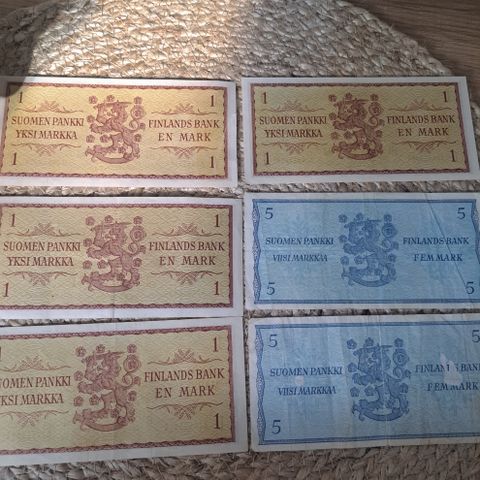 1 1
SUOMEN PANKKI FINLANDS BANK
YKSI MARKKA EN MARK
1 1
1 1
SUOMEN PANKKI FINLANDS BANK
YKSI MARKKA EN MARK
1 1
1 1
SUOMEN PANKKI FINLANDS BANK
YKSI MARKKA EN MARK
1 1
5 5
SUOMEN PANKKI FINLANDS BANK
VIISI MARKKAA FEM MARK
5 5
1 1
SUOMEN PANKKI FINLANDS BANK
YKSI MARKKA EN MARK
1
5 5
SUOMEN PANKKI BANK
VIISI MARKKAA FEM MARK
5